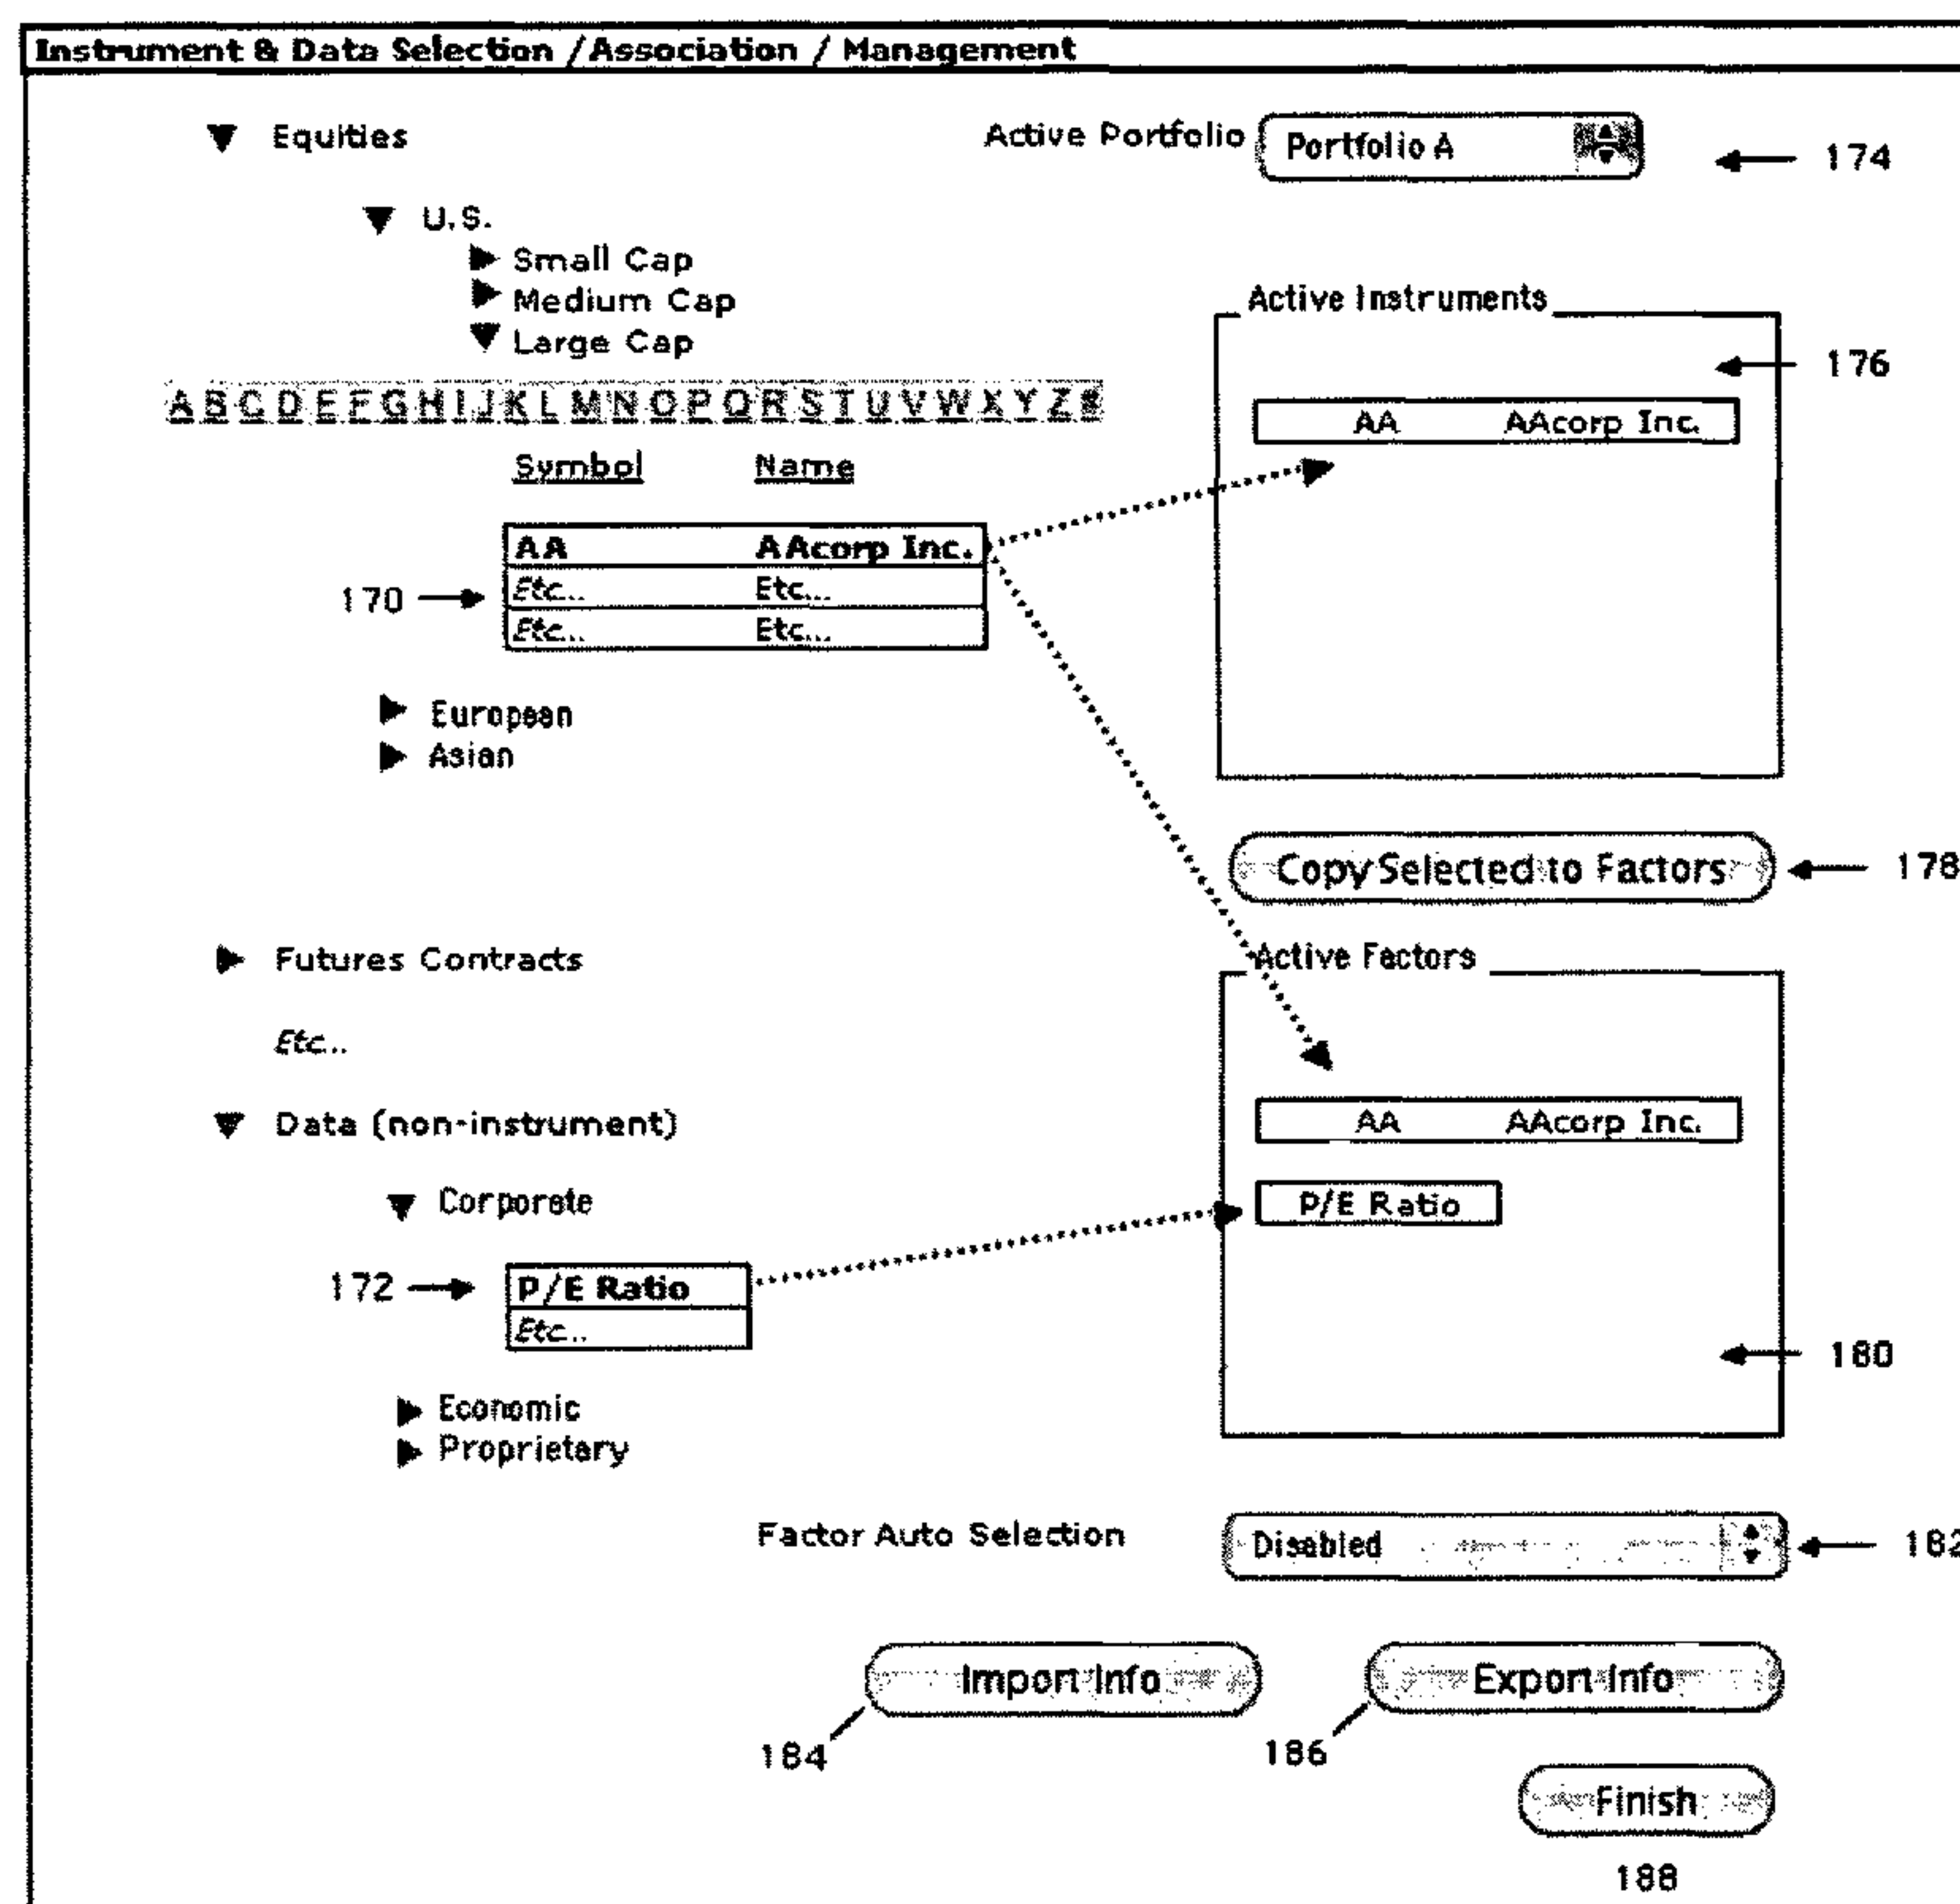 Instrument & Data Selection / Association / Management
Equities
Active Portfolio Portfolio A
174
U.S.
Small Cap
Medium Cap
Large Cap
Active Instruments
176
A B C D E F G H I J K L M N O P Q R S T U V W X Y Z #
AA AAcorp Inc.
Symbol Name
AA AAcorp Inc.
170
Etc... Etc...
Etc... Etc...
European
Asian
Copy Selected to Factors
178
Futures Contracts
Active Factors
Etc...
Data (non-instrument)
AA AAcorp Inc.
Corporate
P/E Ratio
172
P/E Ratio
Etc...
180
Economic
Proprietary
Factor Auto Selection Disabled
182
Import Info Export Info
184 186
Finish
188